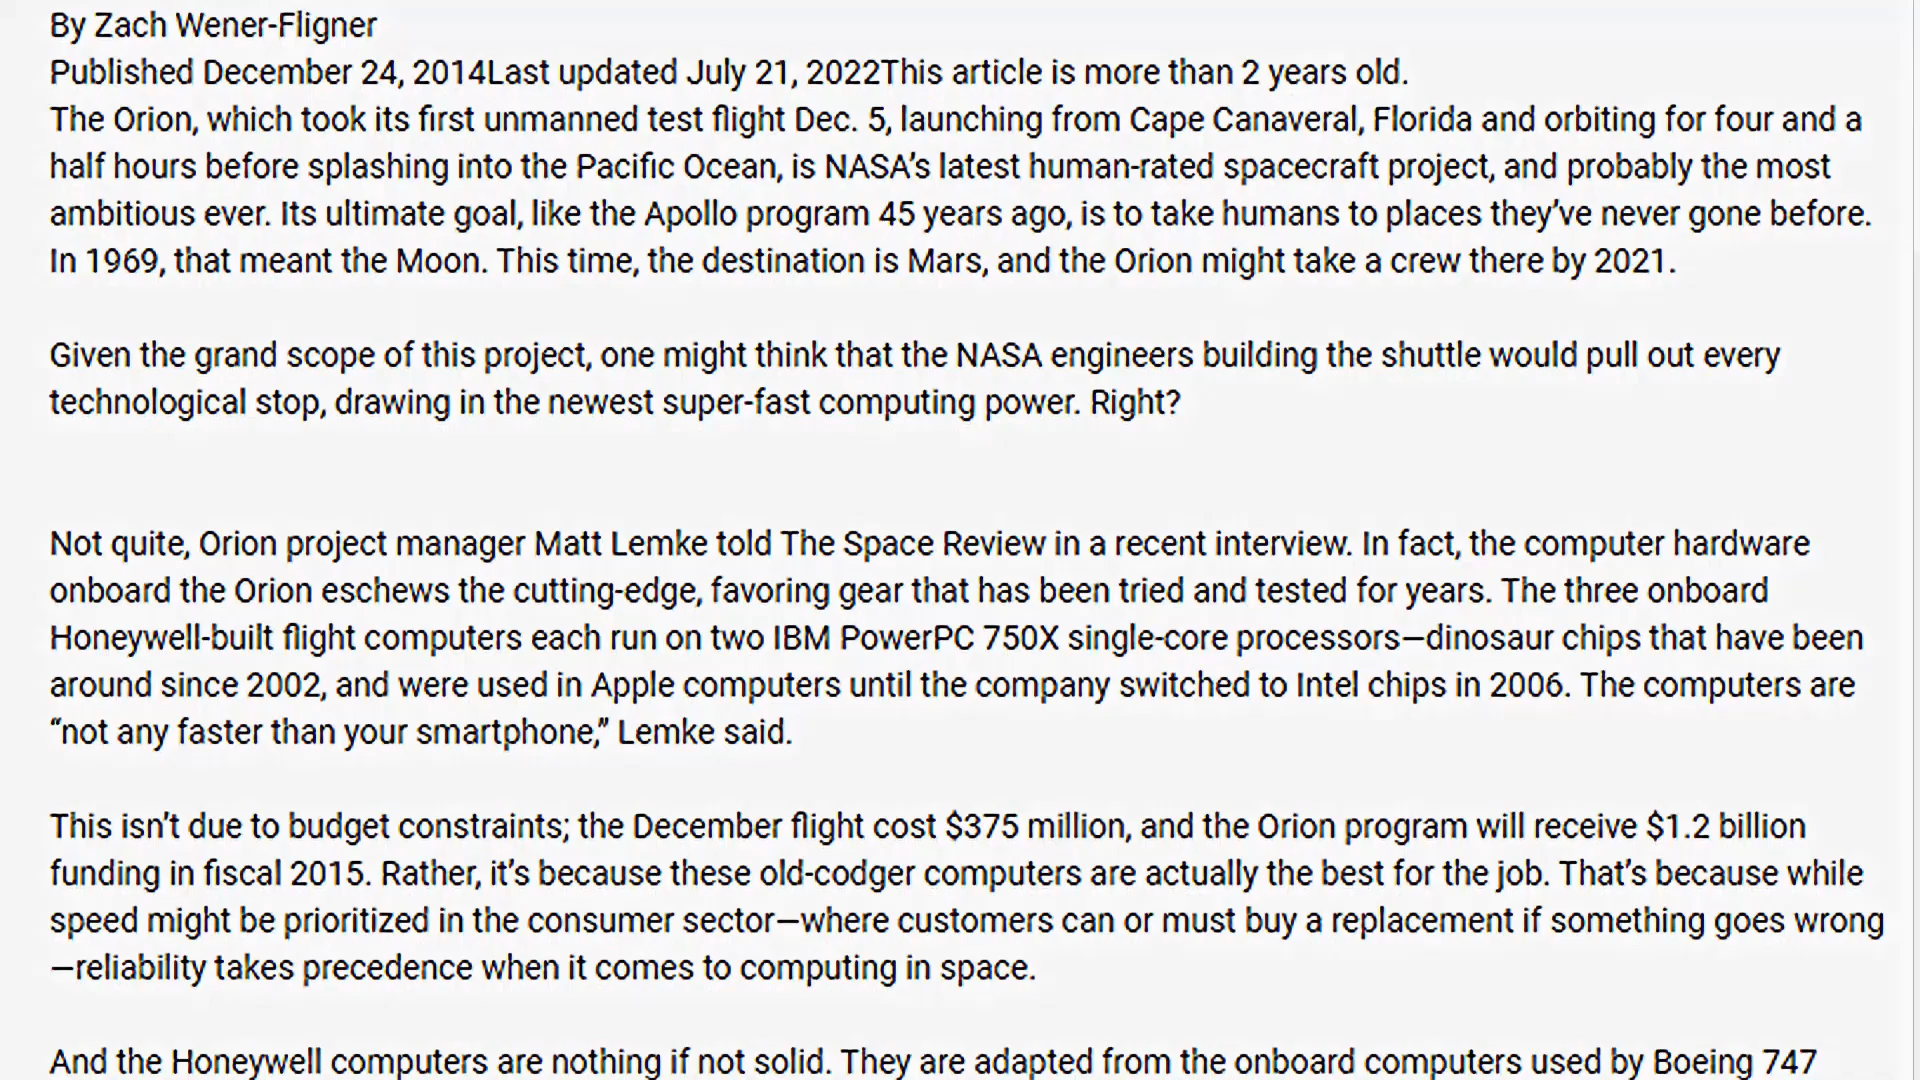 By Zach Wener-Fligner
Published December 24, 2014Last updated July 21, 2022This article is more than 2 years old.
The Orion, which took its first unmanned test flight Dec. 5, launching from Cape Canaveral, Florida and orbiting for four and a
half hours before splashing into the Pacific Ocean, is NASA’s latest human-rated spacecraft project, and probably the most
ambitious ever. Its ultimate goal, like the Apollo program 45 years ago, is to take humans to places they’ve never gone before.
In 1969, that meant the Moon. This time, the destination is Mars, and the Orion might take a crew there by 2021.
Given the grand scope of this project, one might think that the NASA engineers building the shuttle would pull out every
technological stop, drawing in the newest super-fast computing power. Right?
Not quite, Orion project manager Matt Lemke told The Space Review in a recent interview. In fact, the computer hardware
onboard the Orion eschews the cutting-edge, favoring gear that has been tried and tested for years. The three onboard
Honeywell-built flight computers each run on two IBM PowerPC 750X single-core processors—dinosaur chips that have been
around since 2002, and were used in Apple computers until the company switched to Intel chips in 2006. The computers are
“not any faster than your smartphone,” Lemke said.
This isn’t due to budget constraints; the December flight cost $375 million, and the Orion program will receive $1.2 billion
funding in fiscal 2015. Rather, it’s because these old-codger computers are actually the best for the job. That’s because while
speed might be prioritized in the consumer sector—where customers can or must buy a replacement if something goes wrong
—reliability takes precedence when it comes to computing in space.
And the Honeywell computers are nothing if not solid. They are adapted from the onboard computers used by Boeing 747